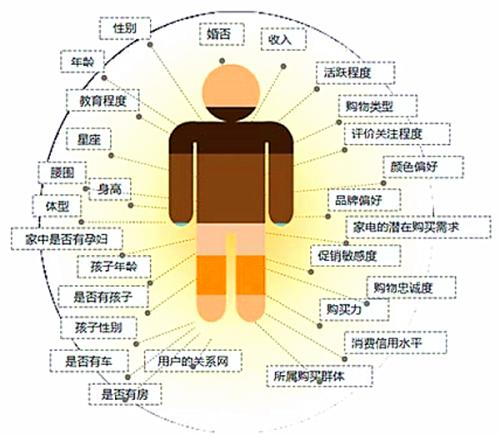 性别
婚否
收入
年龄
活跃程度
教育程度
购物类型
评价关注程度
星座
颜色偏好
腰围
身高
品牌偏好
体型
家电的潜在购买需求
家中是否有孕妇
促销敏感度
孩子年龄
购物忠诚度
是否有孩子
购买力
孩子性别
消费信用水平
是否有车
用户的关系网
所属购买群体
是否有房